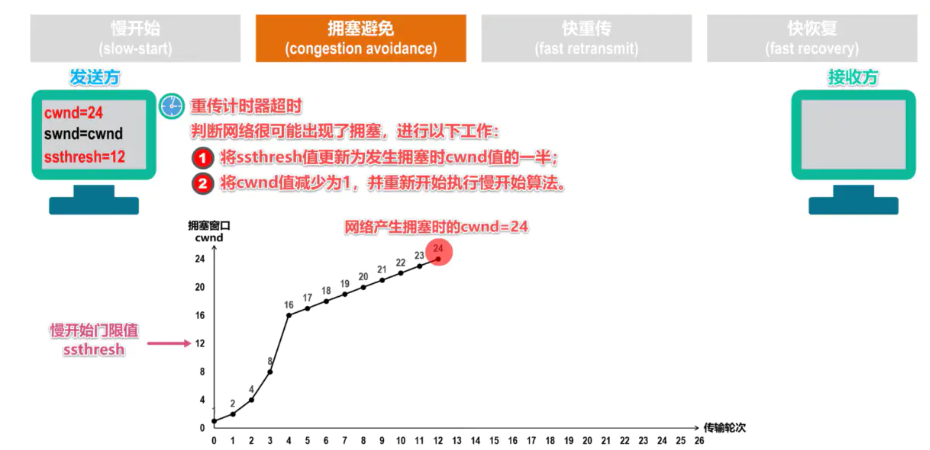 慢开始
(slow-start)
拥塞避免
(congestion avoidance)
快重传
(fast retransmit)
快恢复
(fast recovery)
发送方
接收方
cwnd=24
swnd=cwnd
ssthresh=12
重传计时器超时
判断网络很可能出现了拥塞，进行以下工作：
1 将ssthresh值更新为发生拥塞时cwnd值的一半；
2 将cwnd值减少为1，并重新开始执行慢开始算法。
拥塞窗口
cwnd
网络产生拥塞时的cwnd=24
24
20
16
12
8
4
0
慢开始门限值
ssthresh
2
4
8
16
17
18
19
20
21
22
23
24
0 1 2 3 4 5 6 7 8 9 10 11 12 13 14 15 16 17 18 19 20 21 22 23 24 25 26
传输轮次